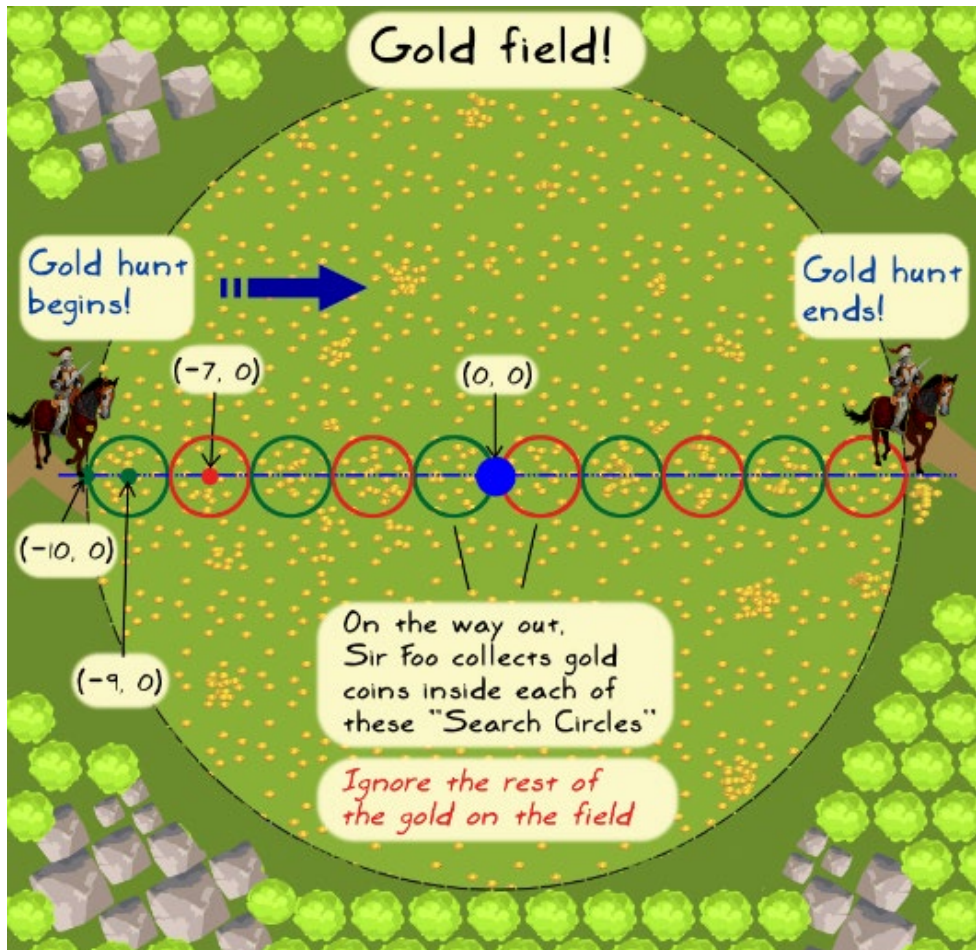 Gold field!
Gold hunt
begins!
Gold hunt
ends!
(-7, 0)
(0, 0)
(-10, 0)
(-9, 0)
On the way out,
Sir Foo collects gold
coins inside each of
these "Search Circles"
Ignore the rest of
the gold on the field